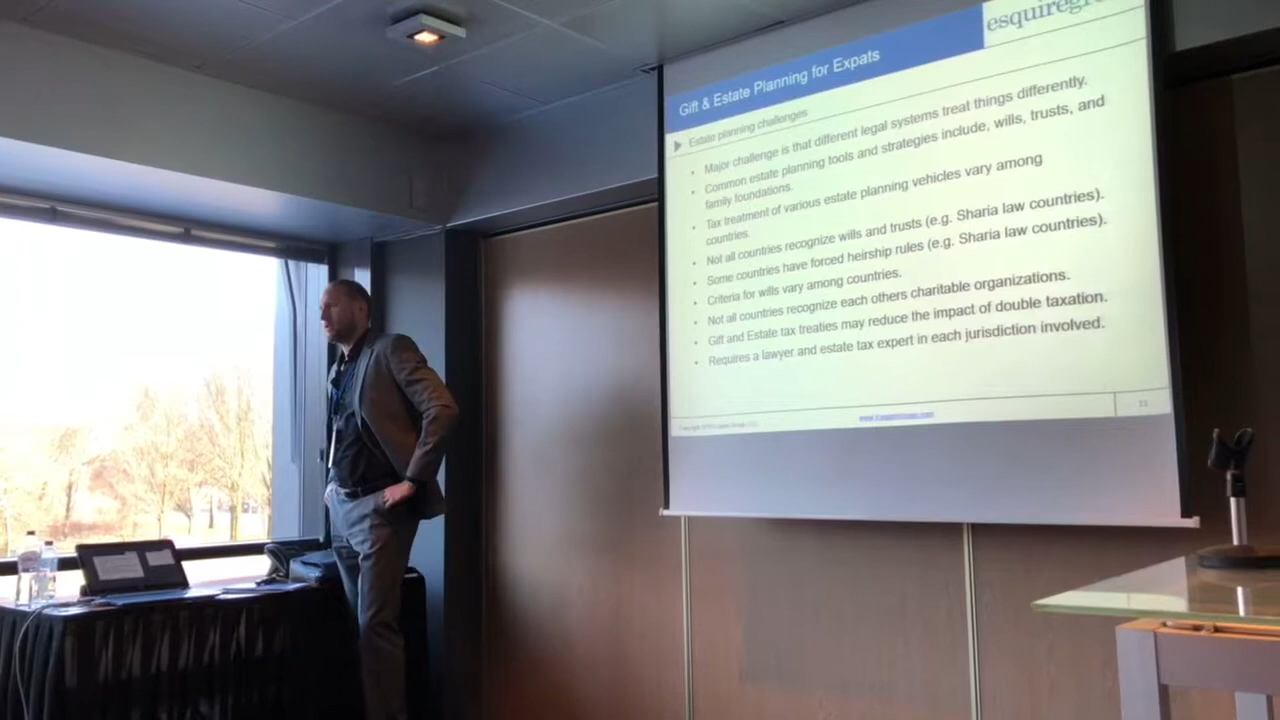 esquiregr
Gift & Estate Planning for Expats
Estate planning challenges
• Major challenge is that different legal systems treat things differently.
• Common estate planning tools and strategies include, wills, trusts, and
family foundations.
• Tax treatment of various estate planning vehicles vary among
countries.
• Not all countries recognize wills and trusts (e.g. Sharia law countries).
• Some countries have forced heirship rules (e.g. Sharia law countries).
• Criteria for wills vary among countries.
• Not all countries recognize each others charitable organizations.
• Gift and Estate tax treaties may reduce the impact of double taxation.
• Requires a lawyer and estate tax expert in each jurisdiction involved.